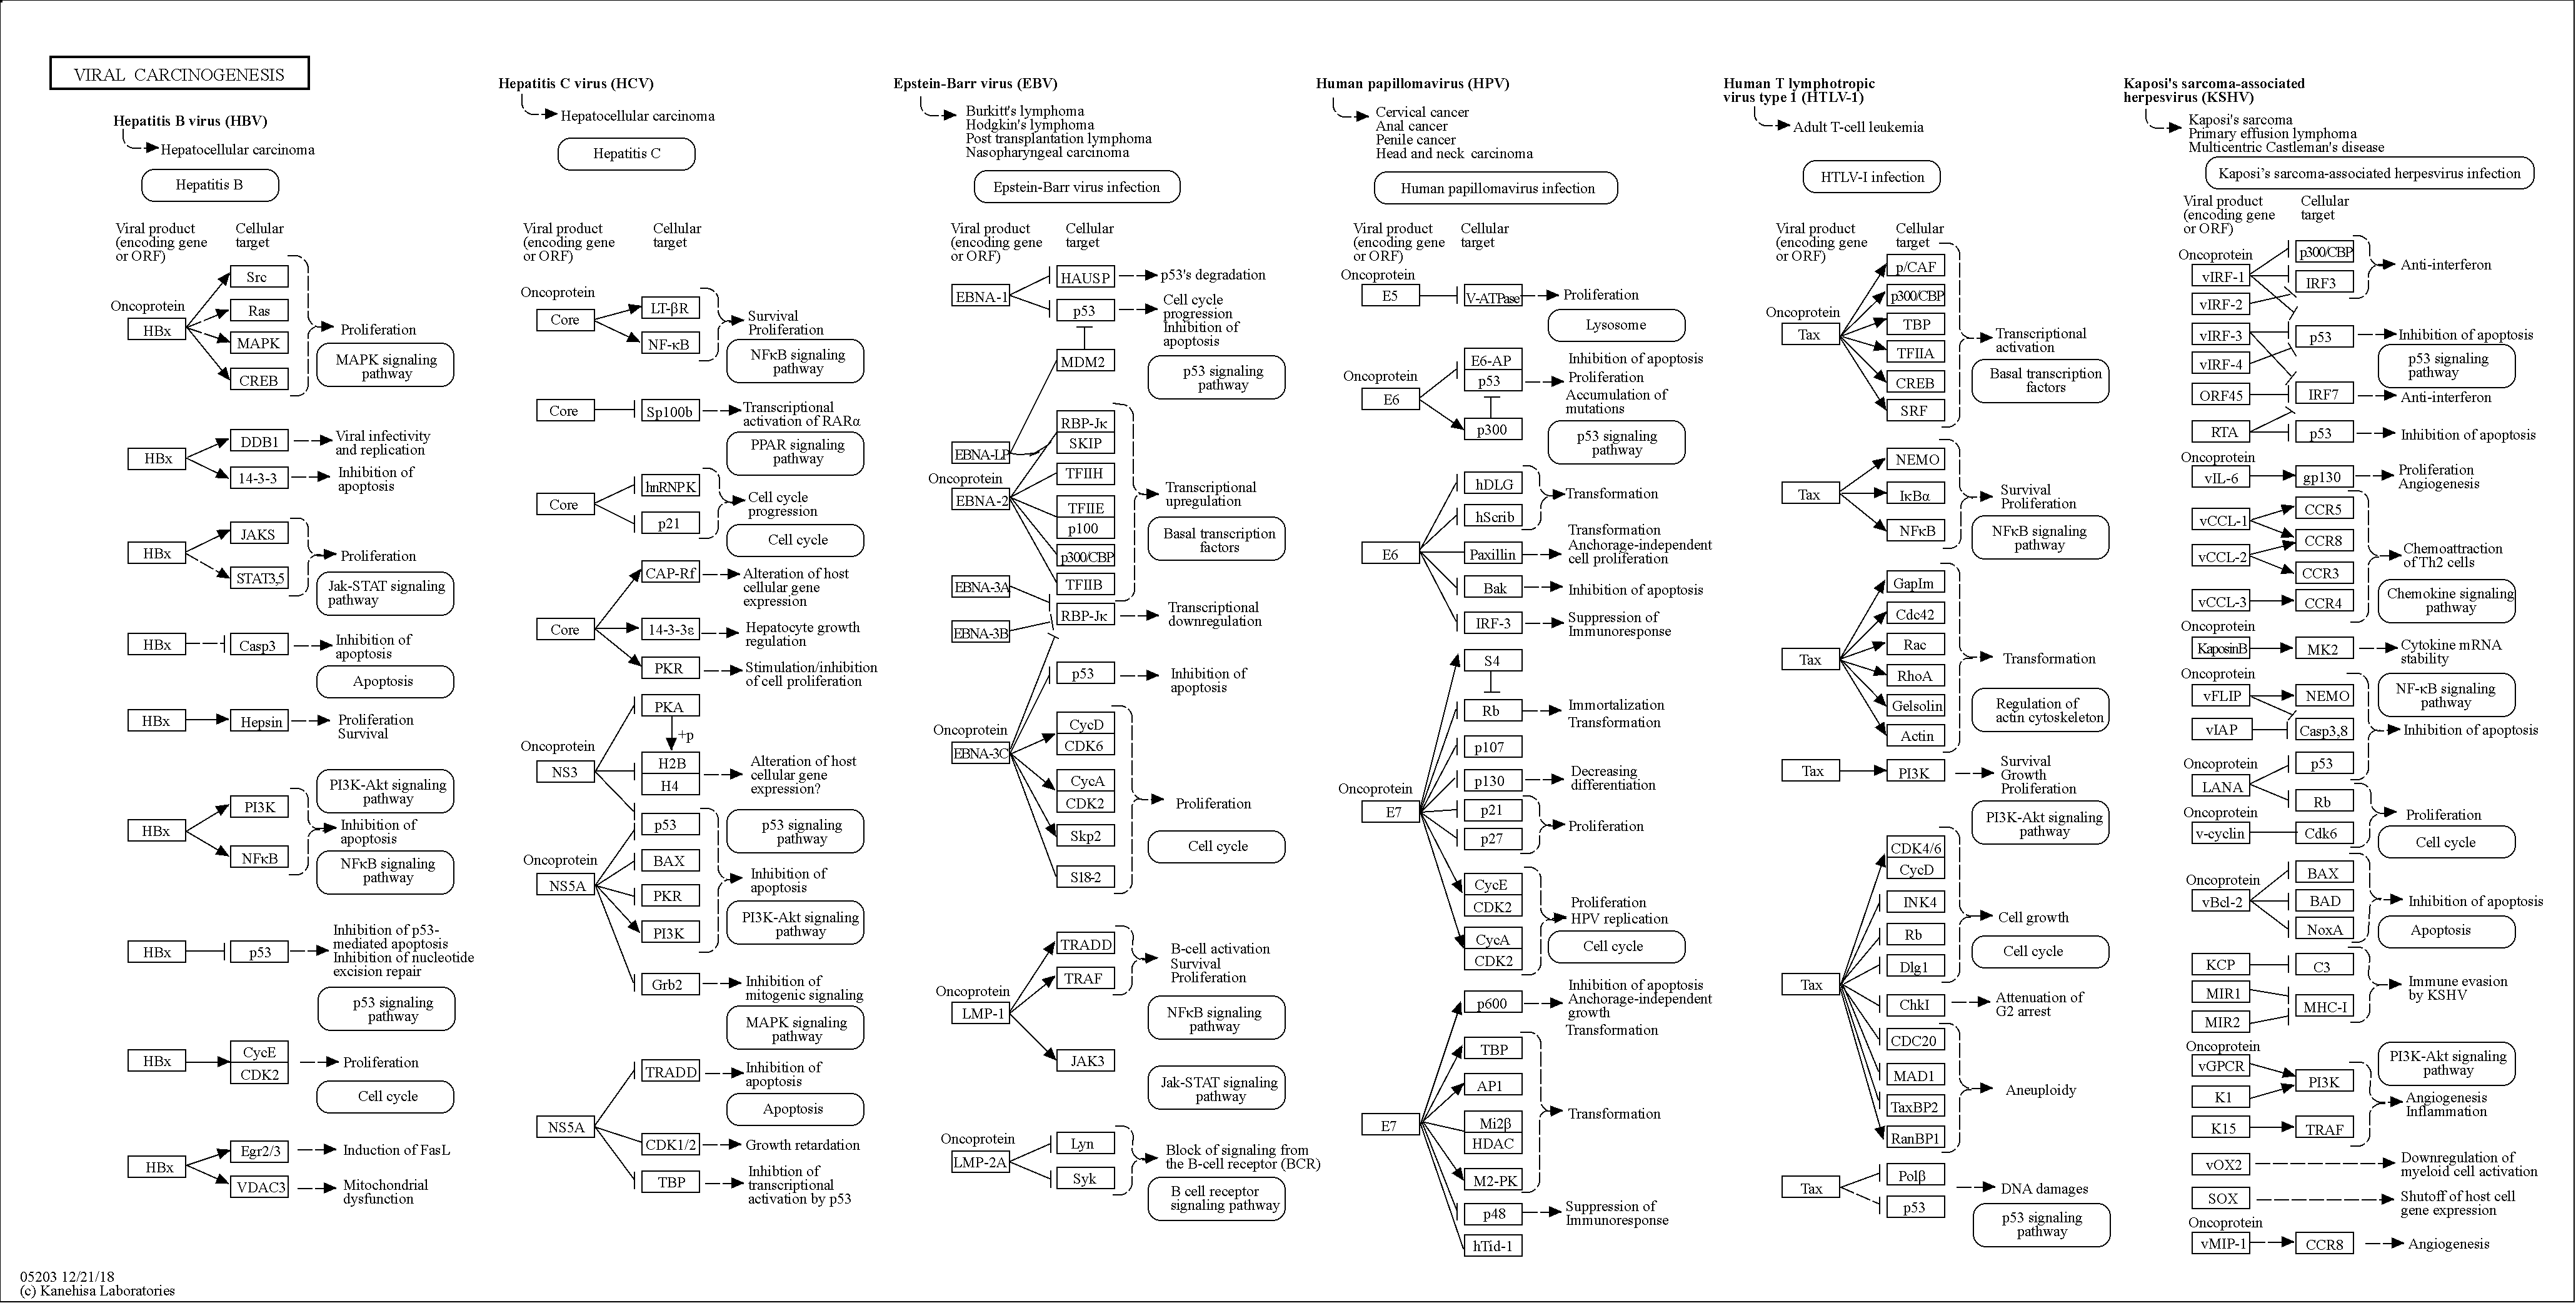 VIRAL CARCINOGENESIS
Hepatitis B virus (HBV)
Hepatocellular carcinoma
Hepatitis B
Viral product
(encoding gene
or ORF)
Cellular
target
Oncoprotein
HBx
Src
Ras
MAPK
CREB
Proliferation
MAPK signaling
pathway
HBx
DDB1
14-3-3
Viral infectivity
and replication
Inhibition of
apoptosis
HBx
JAKS
STAT3,5
Proliferation
Jak-STAT signaling
pathway
HBx
Casp3
Inhibition of
apoptosis
Apoptosis
HBx
Hepsin
Proliferation
Survival
PI3K-Akt signaling
pathway
HBx
PI3K
NFκB
Inhibition of
apoptosis
NFκB signaling
pathway
HBx
p53
Inhibition of p53-
mediated apoptosis
Inhibition of nucleotide
excision repair
p53 signaling
pathway
HBx
CycE
CDK2
Proliferation
Cell cycle
HBx
Egr2/3
VDAC3
Induction of FasL
Mitochondrial
dysfunction
05203 12/21/18
(c) Kanehisa Laboratories
Hepatitis C virus (HCV)
Hepatocellular carcinoma
Hepatitis C
Viral product
(encoding gene
or ORF)
Cellular
target
Oncoprotein
Core
LT-βR
NF-κB
Survival
Proliferation
NFκB signaling
pathway
Core
Sp100b
Transcriptional
activation of RARα
PPAR signaling
pathway
Core
hnRNPK
p21
Cell cycle
progression
Cell cycle
Core
CAP-Rf
14-3-3ε
PKR
Alteration of host
cellular gene
expression
Hepatocyte growth
regulation
Stimulation/inhibition
of cell proliferation
Oncoprotein
NS3
PKA
+p
H2B
H4
Alteration of host
cellular gene
expression?
p53
p53 signaling
pathway
Oncoprotein
NS5A
BAX
PKR
PI3K
Inhibition of
apoptosis
PI3K-Akt signaling
pathway
Grb2
Inhibition of
mitogenic signaling
MAPK signaling
pathway
NS5A
TRADD
Inhibition of
apoptosis
Apoptosis
CDK1/2
Growth retardation
TBP
Inhibtion of
transcriptional
activation by p53
Epstein-Barr virus (EBV)
Burkitt's lymphoma
Hodgkin's lymphoma
Post transplantation lymphoma
Nasopharyngeal carcinoma
Epstein-Barr virus infection
Viral product
(encoding gene
or ORF)
Cellular
target
EBNA-1
HAUSP
p53
MDM2
p53's degradation
Cell cycle
progression
Inhibition of
apoptosis
p53 signaling
pathway
EBNA-LP
Oncoprotein
EBNA-2
RBP-Jκ
SKIP
TFIIH
TFIIE
p100
p300/CBP
TFIIB
Transcriptional
upregulation
Basal transcription
factors
EBNA-3A
EBNA-3B
RBP-Jκ
Transcriptional
downregulation
p53
Inhibition of
apoptosis
Oncoprotein
EBNA-3C
CycD
CDK6
CycA
CDK2
Skp2
S18-2
Proliferation
Cell cycle
Oncoprotein
LMP-1
TRADD
TRAF
JAK3
B-cell activation
Survival
Proliferation
NFκB signaling
pathway
Jak-STAT signaling
pathway
Oncoprotein
LMP-2A
Lyn
Syk
Block of signaling from
the B-cell receptor (BCR)
B cell receptor
signaling pathway
Human papillomavirus (HPV)
Cervical cancer
Anal cancer
Penile cancer
Head and neck carcinoma
Human papillomavirus infection
Viral product
(encoding gene
or ORF)
Cellular
target
Oncoprotein
E5
V-ATPase
Proliferation
Lysosome
Oncoprotein
E6
E6-AP
p53
p300
Inhibition of apoptosis
Proliferation
Accumulation of
mutations
p53 signaling
pathway
E6
hDLG
hScrib
Transformation
Paxillin
Transformation
Anchorage-independent
cell proliferation
Bak
Inhibition of apoptosis
IRF-3
Suppression of
Immunoresponse
Oncoprotein
E7
S4
Rb
Immortalization
Transformation
p107
p130
Decreasing
differentiation
p21
p27
Proliferation
CycE
CDK2
CycA
CDK2
Proliferation
HPV replication
Cell cycle
E7
p600
Inhibition of apoptosis
Anchorage-independent
growth
Transformation
TBP
AP1
Mi2β
HDAC
M2-PK
Transformation
p48
Suppression of
Immunoresponse
hTid-1
Human T lymphotropic
virus type 1 (HTLV-1)
Adult T-cell leukemia
HTLV-I infection
Viral product
(encoding gene
or ORF)
Cellular
target
Oncoprotein
Tax
p/CAF
p300/CBP
TBP
TFIIA
CREB
SRF
Transcriptional
activation
Basal transcription
factors
Tax
NEMO
IκBα
NFκB
Survival
Proliferation
NFκB signaling
pathway
Tax
GapIm
Cdc42
Rac
RhoA
Gelsolin
Actin
Transformation
Regulation of
actin cytoskeleton
Tax
PI3K
Survival
Growth
Proliferation
PI3K-Akt signaling
pathway
Tax
CDK4/6
CycD
INK4
Rb
Dlg1
Cell growth
Cell cycle
ChkI
Attenuation of
G2 arrest
CDC20
MAD1
TaxBP2
RanBP1
Aneuploidy
Tax
Polβ
p53
DNA damages
p53 signaling
pathway
Kaposi's sarcoma-associated
herpesvirus (KSHV)
Kaposi's sarcoma
Primary effusion lymphoma
Multicentric Castleman's disease
Kaposi's sarcoma-associated herpesvirus infection
Viral product
(encoding gene
or ORF)
Cellular
target
Oncoprotein
vIRF-1
vIRF-2
vIRF-3
vIRF-4
ORF45
RTA
p300/CBP
IRF3
Anti-interferon
p53
Inhibition of apoptosis
p53 signaling
pathway
IRF7
Anti-interferon
p53
Inhibition of apoptosis
Oncoprotein
vIL-6
gp130
Proliferation
Angiogenesis
vCCL-1
vCCL-2
vCCL-3
CCR5
CCR8
CCR3
CCR4
Chemoattraction
of Th2 cells
Chemokine signaling
pathway
Oncoprotein
KaposinB
MK2
Cytokine mRNA
stability
Oncoprotein
vFLIP
vIAP
NEMO
Casp3,8
NF-κB signaling
pathway
Inhibition of apoptosis
Oncoprotein
LANA
p53
Rb
Oncoprotein
v-cyclin
Cdk6
Proliferation
Cell cycle
Oncoprotein
vBcl-2
BAX
BAD
NoxA
Inhibition of apoptosis
Apoptosis
KCP
MIR1
MIR2
C3
MHC-I
Immune evasion
by KSHV
Oncoprotein
vGPCR
K1
K15
PI3K
TRAF
PI3K-Akt signaling
pathway
Angiogenesis
Inflammation
vOX2
Downregulation of
myeloid cell activation
SOX
Shutoff of host cell
gene expression
Oncoprotein
vMIP-1
CCR8
Angiogenesis